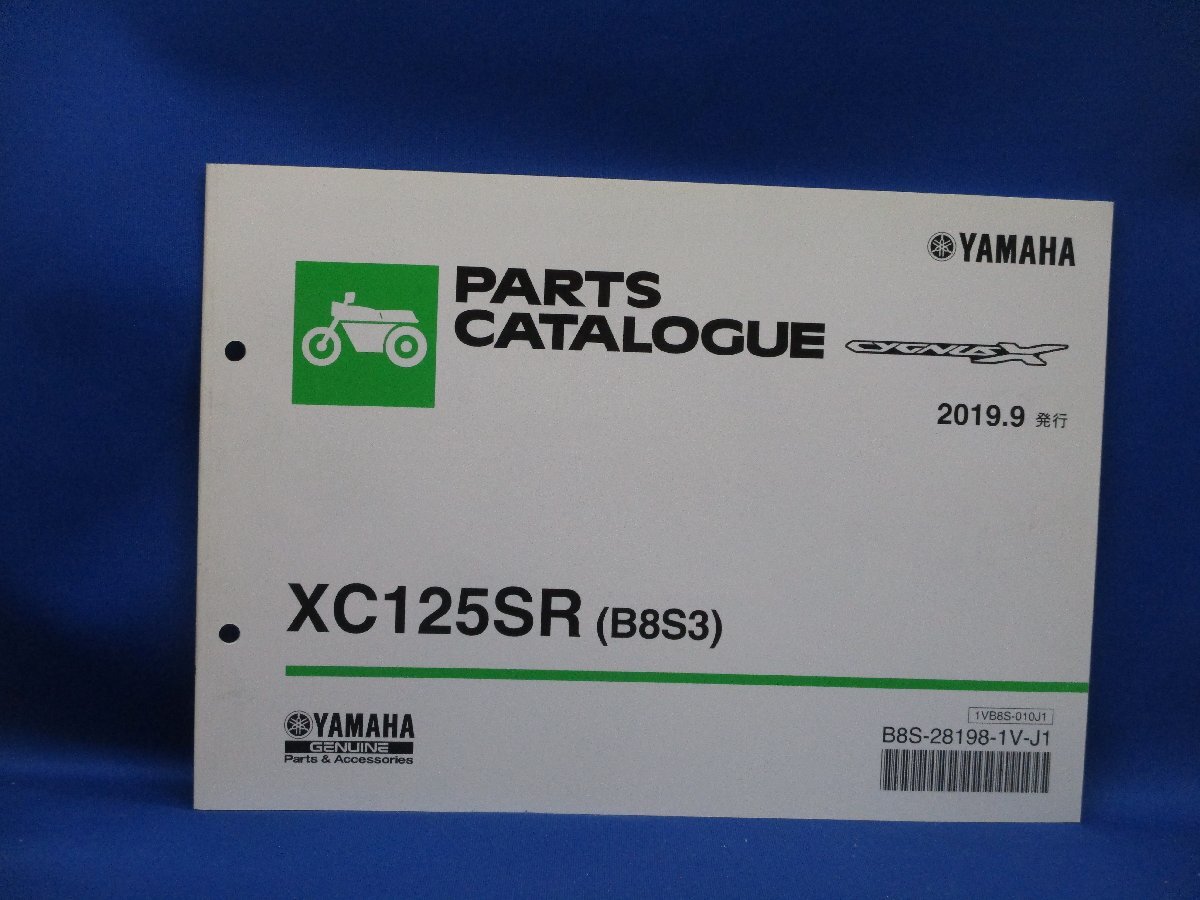 YAMAHA
PARTS
CATALOGUE
CYGNUS X
2019.9 発行
XC125SR (B8S3)
YAMAHA
GENUINE
Parts & Accessories
1VB8S-010J1
B8S-28198-1V-J1